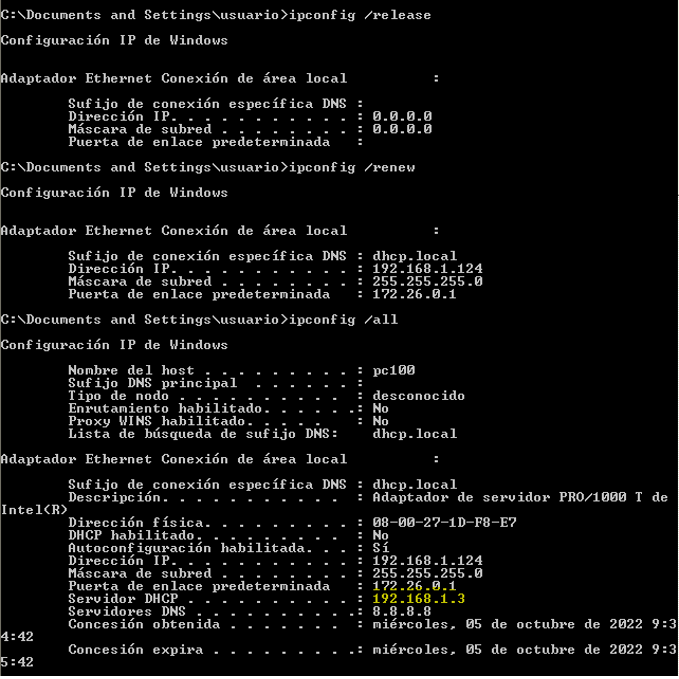 C:\Documents and Settings\usuario>ipconfig /release
Configuración IP de Windows
Adaptador Ethernet Conexión de área local          :
Sufijo de conexión específica DNS :
Dirección IP. . . . . . . . . . . : 0.0.0.0
Máscara de subred . . . . . . . . : 0.0.0.0
Puerta de enlace predeterminada   :
C:\Documents and Settings\usuario>ipconfig /renew
Configuración IP de Windows
Adaptador Ethernet Conexión de área local          :
Sufijo de conexión específica DNS : dhcp.local
Dirección IP. . . . . . . . . . . : 192.168.1.124
Máscara de subred . . . . . . . . : 255.255.255.0
Puerta de enlace predeterminada   : 172.26.0.1
C:\Documents and Settings\usuario>ipconfig /all
Configuración IP de Windows
Nombre del host . . . . . . . . . : pc100
Sufijo DNS principal  . . . . . . :
Tipo de nodo . . . . . . . . . .  : desconocido
Enrutamiento habilitado. . . . . .: No
Proxy WINS habilitado. . . . .    : No
Lista de búsqueda de sufijo DNS:    dhcp.local
Adaptador Ethernet Conexión de área local          :
Sufijo de conexión específica DNS : dhcp.local
Descripción. . . . . . . . . . .  : Adaptador de servidor PRO/1000 T de
Intel(R)
Dirección física. . . . . . . . . : 08-00-27-1D-F8-E7
DHCP habilitado. . . . . . . . .  : No
Autoconfiguración habilitada. . . : Sí
Dirección IP. . . . . . . . . . . : 192.168.1.124
Máscara de subred . . . . . . . . : 255.255.255.0
Puerta de enlace predeterminada   : 172.26.0.1
Servidor DHCP . . . . . . . . . . : 192.168.1.3
Servidores DNS . . . . . . . . . .: 8.8.8.8
Concesión obtenida . . . . . . .  : miércoles, 05 de octubre de 2022 9:3
4:42
Concesión expira . . . . . . . . .: miércoles, 05 de octubre de 2022 9:3
5:42